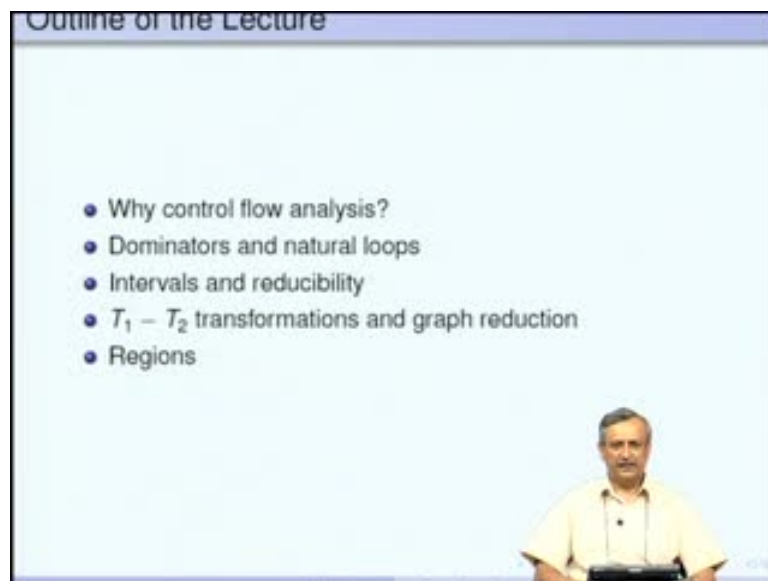 Outline of the Lecture
Why control flow analysis?
Dominators and natural loops
Intervals and reducibility
T₁ − T₂ transformations and graph reduction
Regions